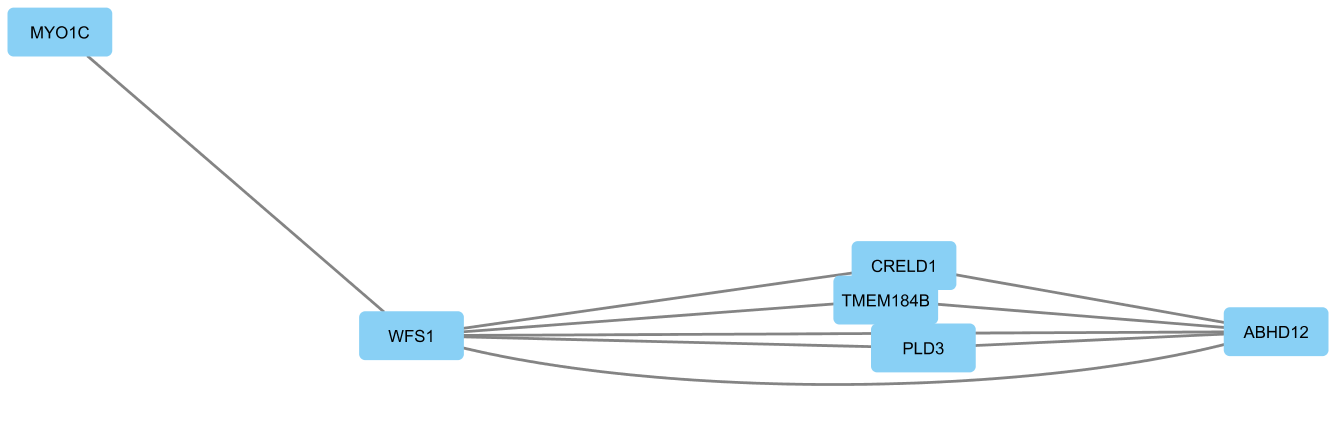 MYO1C
CRELD1
TMEM184B
WFS1
PLD3
ABHD12